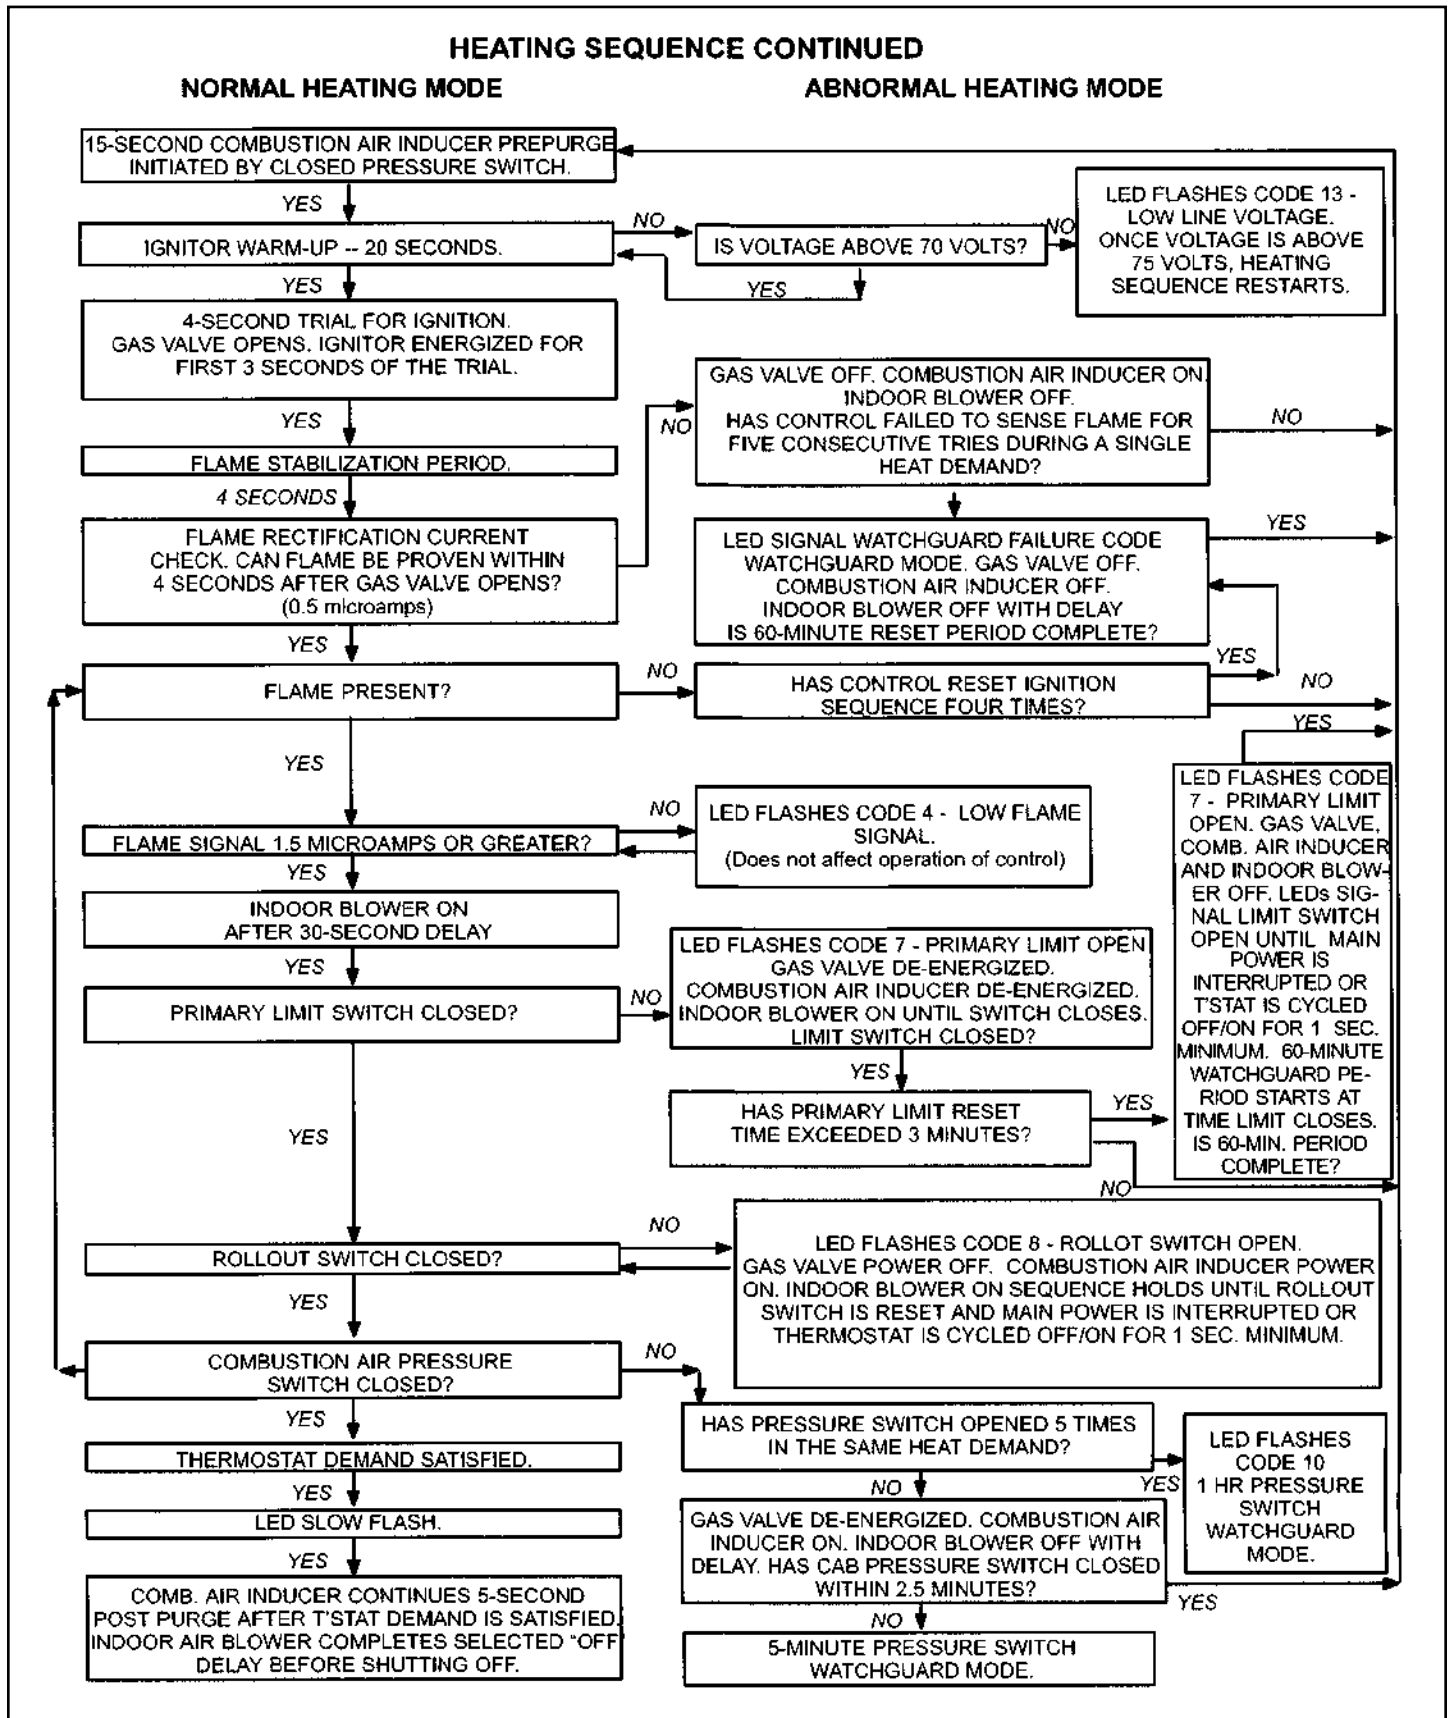 HEATING SEQUENCE CONTINUED
NORMAL HEATING MODE
ABNORMAL HEATING MODE
15-SECOND COMBUSTION AIR INDUCER PREPURGE
INITIATED BY CLOSED PRESSURE SWITCH.
YES
IGNITOR WARM-UP -- 20 SECONDS.
NO
IS VOLTAGE ABOVE 70 VOLTS?
NO
YES
LED FLASHES CODE 13 -
LOW LINE VOLTAGE.
ONCE VOLTAGE IS ABOVE
75 VOLTS, HEATING
SEQUENCE RESTARTS.
YES
4-SECOND TRIAL FOR IGNITION.
GAS VALVE OPENS. IGNITOR ENERGIZED FOR
FIRST 3 SECONDS OF THE TRIAL.
YES
FLAME STABILIZATION PERIOD.
4 SECONDS
FLAME RECTIFICATION CURRENT
CHECK. CAN FLAME BE PROVEN WITHIN
4 SECONDS AFTER GAS VALVE OPENS?
(0.5 microamps)
NO
GAS VALVE OFF. COMBUSTION AIR INDUCER ON.
INDOOR BLOWER OFF.
HAS CONTROL FAILED TO SENSE FLAME FOR
FIVE CONSECUTIVE TRIES DURING A SINGLE
HEAT DEMAND?
NO
LED SIGNAL WATCHGUARD FAILURE CODE
WATCHGUARD MODE. GAS VALVE OFF.
COMBUSTION AIR INDUCER OFF.
INDOOR BLOWER OFF WITH DELAY
IS 60-MINUTE RESET PERIOD COMPLETE?
YES
YES
FLAME PRESENT?
NO
HAS CONTROL RESET IGNITION
SEQUENCE FOUR TIMES?
YES
NO
YES
YES
FLAME SIGNAL 1.5 MICROAMPS OR GREATER?
NO
LED FLASHES CODE 4 - LOW FLAME
SIGNAL.
(Does not affect operation of control)
LED FLASHES CODE
7 - PRIMARY LIMIT
OPEN. GAS VALVE,
COMB. AIR INDUCER
AND INDOOR BLOW-
ER OFF. LEDs SIG-
NAL LIMIT SWITCH
OPEN UNTIL MAIN
POWER IS
INTERRUPTED OR
T'STAT IS CYCLED
OFF/ON FOR 1 SEC.
MINIMUM. 60-MINUTE
WATCHGUARD PE-
RIOD STARTS AT
TIME LIMIT CLOSES.
IS 60-MIN. PERIOD
COMPLETE?
YES
INDOOR BLOWER ON
AFTER 30-SECOND DELAY
YES
PRIMARY LIMIT SWITCH CLOSED?
NO
LED FLASHES CODE 7 - PRIMARY LIMIT OPEN
GAS VALVE DE-ENERGIZED.
COMBUSTION AIR INDUCER DE-ENERGIZED.
INDOOR BLOWER ON UNTIL SWITCH CLOSES.
LIMIT SWITCH CLOSED?
YES
HAS PRIMARY LIMIT RESET
TIME EXCEEDED 3 MINUTES?
YES
NO
YES
ROLLOUT SWITCH CLOSED?
NO
LED FLASHES CODE 8 - ROLLOT SWITCH OPEN.
GAS VALVE POWER OFF. COMBUSTION AIR INDUCER POWER
ON. INDOOR BLOWER ON SEQUENCE HOLDS UNTIL ROLLOUT
SWITCH IS RESET AND MAIN POWER IS INTERRUPTED OR
THERMOSTAT IS CYCLED OFF/ON FOR 1 SEC. MINIMUM.
YES
COMBUSTION AIR PRESSURE
SWITCH CLOSED?
NO
HAS PRESSURE SWITCH OPENED 5 TIMES
IN THE SAME HEAT DEMAND?
YES
LED FLASHES
CODE 10
1 HR PRESSURE
SWITCH
WATCHGUARD
MODE.
YES
THERMOSTAT DEMAND SATISFIED.
YES
LED SLOW FLASH.
NO
GAS VALVE DE-ENERGIZED. COMBUSTION AIR
INDUCER ON. INDOOR BLOWER OFF WITH
DELAY. HAS CAB PRESSURE SWITCH CLOSED
WITHIN 2.5 MINUTES?
YES
YES
COMB. AIR INDUCER CONTINUES 5-SECOND
POST PURGE AFTER T'STAT DEMAND IS SATISFIED.
INDOOR AIR BLOWER COMPLETES SELECTED "OFF"
DELAY BEFORE SHUTTING OFF.
NO
5-MINUTE PRESSURE SWITCH
WATCHGUARD MODE.